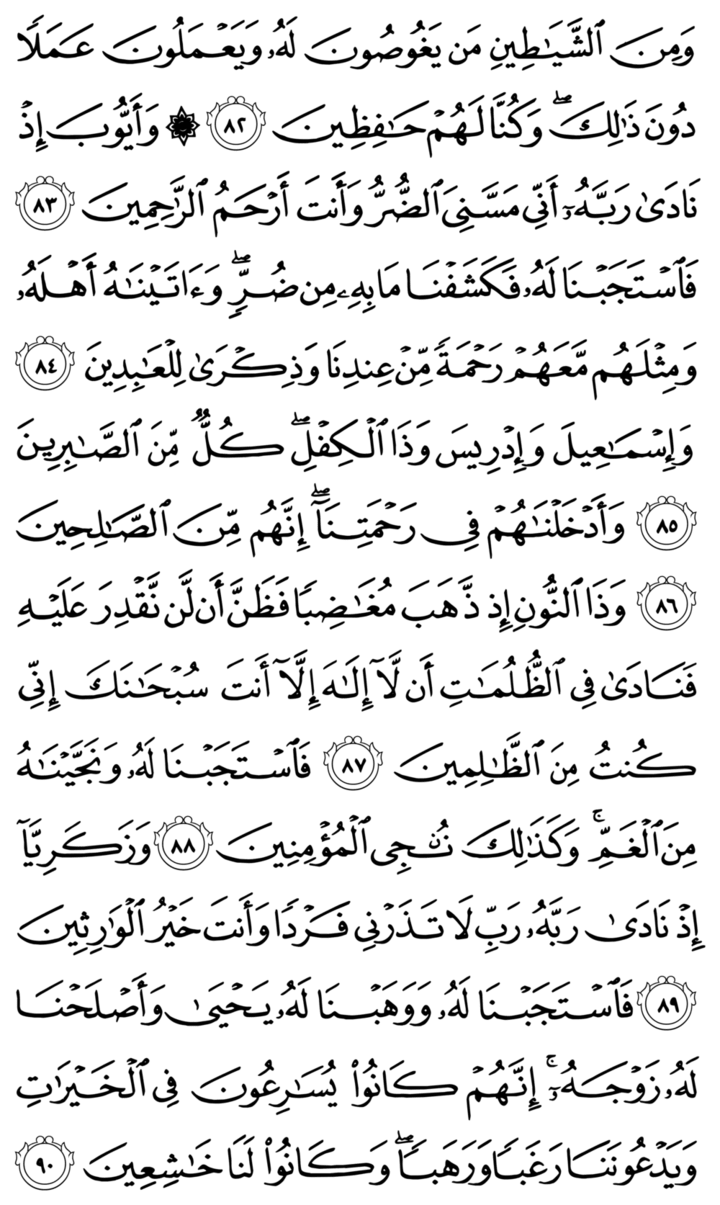 وَمِنَ ٱلشَّيَـٰطِينِ مَن يَغُوصُونَ لَهُۥ وَيَعْمَلُونَ عَمَلًا
دُونَ ذَٰلِكَ ۖ وَكُنَّا لَهُمْ حَـٰفِظِينَ ٨٢ ۞ وَأَيُّوبَ إِذْ
نَادَىٰ رَبَّهُۥٓ أَنِّى مَسَّنِىَ ٱلضُّرُّ وَأَنتَ أَرْحَمُ ٱلرَّٰحِمِينَ ٨٣
فَٱسْتَجَبْنَا لَهُۥ فَكَشَفْنَا مَا بِهِۦ مِن ضُرٍّ ۖ وَءَاتَيْنَـٰهُ أَهْلَهُۥ
وَمِثْلَهُم مَّعَهُمْ رَحْمَةً مِّنْ عِندِنَا وَذِكْرَىٰ لِلْعَـٰبِدِينَ ٨٤
وَإِسْمَـٰعِيلَ وَإِدْرِيسَ وَذَا ٱلْكِفْلِ ۖ كُلٌّ مِّنَ ٱلصَّـٰبِرِينَ
٨٥ وَأَدْخَلْنَـٰهُمْ فِى رَحْمَتِنَآ ۖ إِنَّهُم مِّنَ ٱلصَّـٰلِحِينَ
٨٦ وَذَا ٱلنُّونِ إِذ ذَّهَبَ مُغَـٰضِبًا فَظَنَّ أَن لَّن نَّقْدِرَ عَلَيْهِ
فَنَادَىٰ فِى ٱلظُّلُمَـٰتِ أَن لَّآ إِلَـٰهَ إِلَّآ أَنتَ سُبْحَـٰنَكَ إِنِّى
كُنتُ مِنَ ٱلظَّـٰلِمِينَ ٨٧ فَٱسْتَجَبْنَا لَهُۥ وَنَجَّيْنَـٰهُ
مِنَ ٱلْغَمِّ ۚ وَكَذَٰلِكَ نُـۨجِى ٱلْمُؤْمِنِينَ ٨٨ وَزَكَرِيَّآ
إِذْ نَادَىٰ رَبَّهُۥ رَبِّ لَا تَذَرْنِى فَرْدًا وَأَنتَ خَيْرُ ٱلْوَٰرِثِينَ
٨٩ فَٱسْتَجَبْنَا لَهُۥ وَوَهَبْنَا لَهُۥ يَحْيَىٰ وَأَصْلَحْنَا
لَهُۥ زَوْجَهُۥٓ ۚ إِنَّهُمْ كَانُوا۟ يُسَـٰرِعُونَ فِى ٱلْخَيْرَٰتِ
وَيَدْعُونَنَا رَغَبًا وَرَهَبًا ۖ وَكَانُوا۟ لَنَا خَـٰشِعِينَ ٩٠